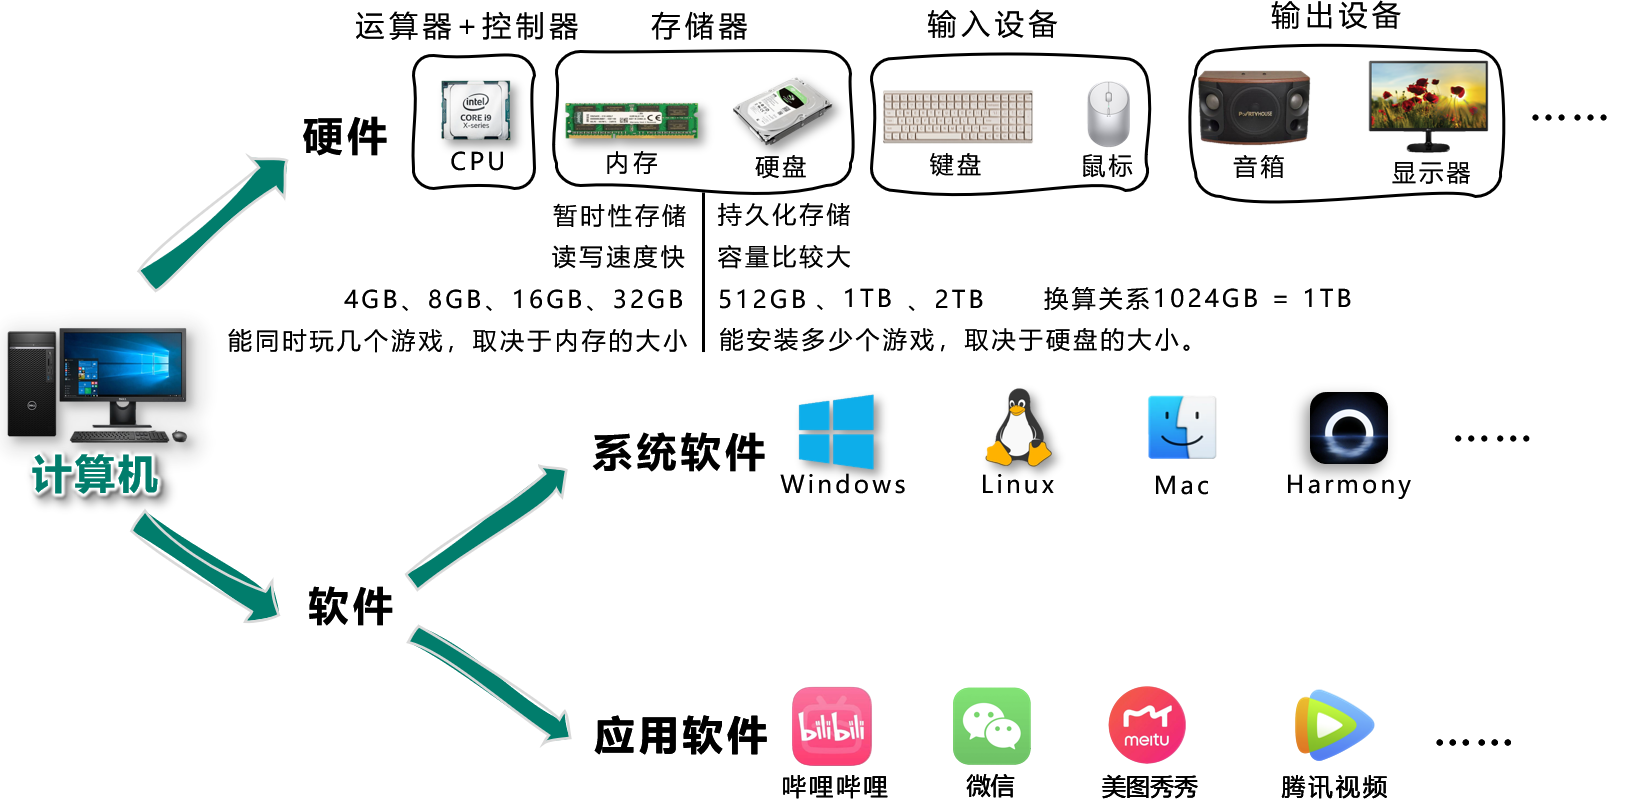 运算器+控制器
存储器
输入设备
输出设备
intel
CORE i9
X-series
CPU
内存
硬盘
键盘
鼠标
PARTYHOUSE
音箱
显示器
……
硬件
暂时性存储
持久化存储
读写速度快
容量比较大
4GB、8GB、16GB、32GB
512GB 、1TB 、2TB
换算关系1024GB = 1TB
能同时玩几个游戏，取决于内存的大小
能安装多少个游戏，取决于硬盘的大小。
计算机
系统软件
Windows
Linux
Mac
Harmony
……
软件
应用软件
bilibili
哔哩哔哩
微信
meitu
美图秀秀
腾讯视频
……